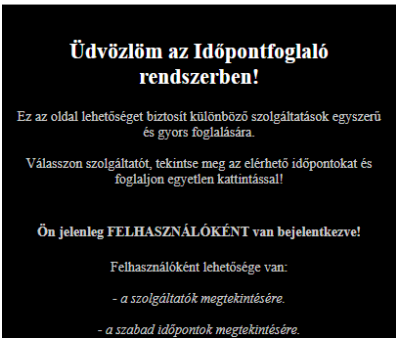 Üdvözlöm az Időpontfoglaló
rendszerben!
Ez az oldal lehetőséget biztosít különböző szolgáltatások egyszerű
és gyors foglalására.
Válasszon szolgáltatót, tekintse meg az elérhető időpontokat és
foglaljon egyetlen kattintással!
Ön jelenleg FELHASZNÁLÓKÉNT van bejelentkezve!
Felhasználóként lehetősége van:
- a szolgáltatók megtekintésére.
- a szabad időpontok megtekintésére.